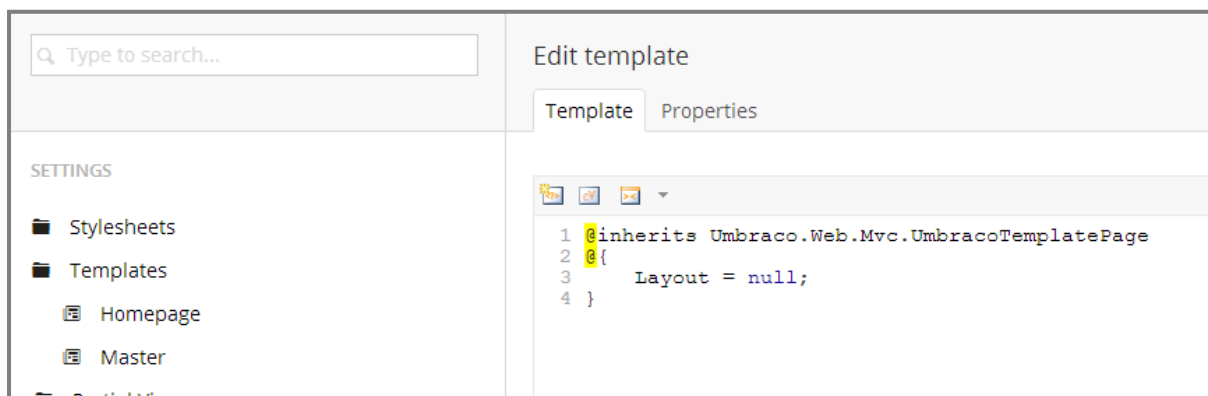 Type to search...
SETTINGS
Stylesheets
Templates
Homepage
Master
Edit template
Template Properties
1 @inherits Umbraco.Web.Mvc.UmbracoTemplatePage
2 @{
3 Layout = null;
4 }